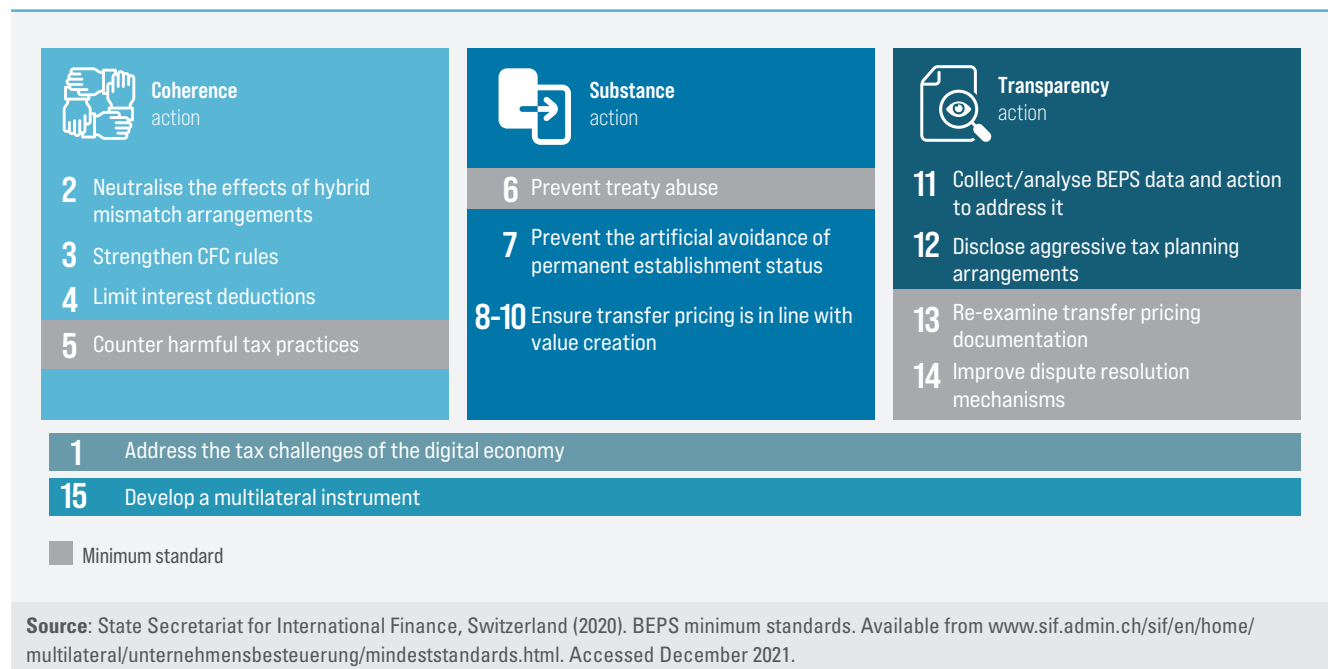 Coherence
action
2 Neutralise the effects of hybrid
mismatch arrangements
3 Strengthen CFC rules
4 Limit interest deductions
5 Counter harmful tax practices
Substance
action
6 Prevent treaty abuse
7 Prevent the artificial avoidance of
permanent establishment status
8-10 Ensure transfer pricing is in line with
value creation
Transparency
action
11 Collect/analyse BEPS data and action
to address it
12 Disclose aggressive tax planning
arrangements
13 Re-examine transfer pricing
documentation
14 Improve dispute resolution
mechanisms
1 Address the tax challenges of the digital economy
15 Develop a multilateral instrument
Minimum standard
Source: State Secretariat for International Finance, Switzerland (2020). BEPS minimum standards. Available from www.sif.admin.ch/sif/en/home/
multilateral/unternehmensbesteuerung/mindeststandards.html. Accessed December 2021.